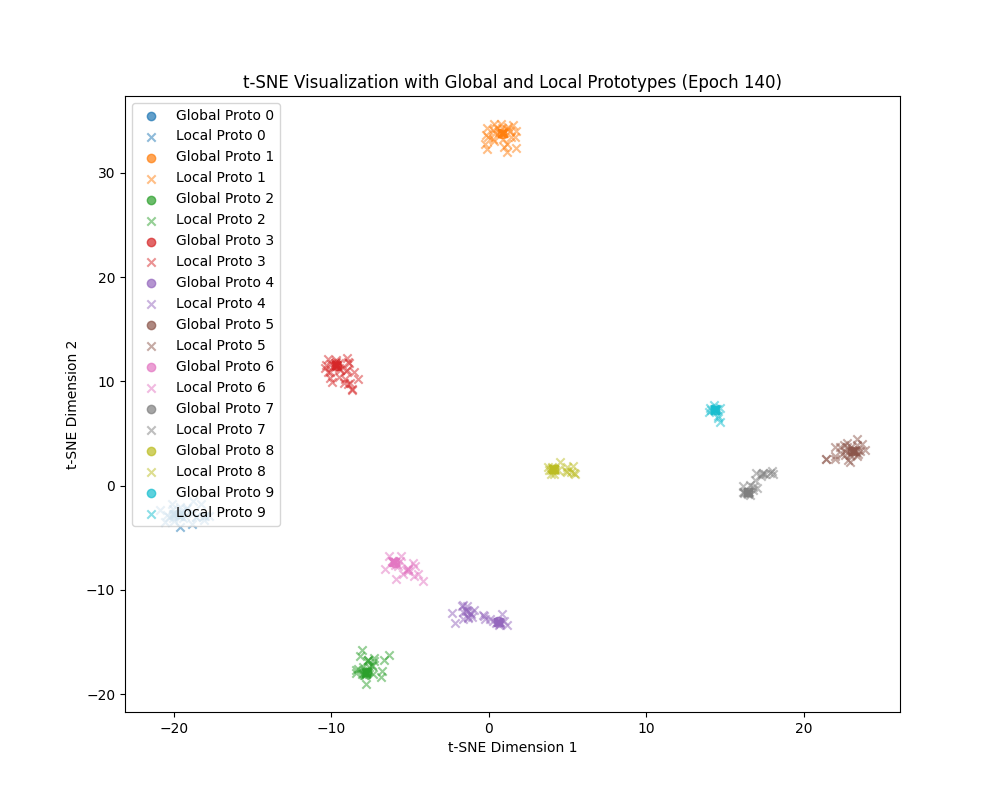 t-SNE Visualization with Global and Local Prototypes (Epoch 140)
Global Proto 0
Local Proto 0
Global Proto 1
Local Proto 1
Global Proto 2
Local Proto 2
Global Proto 3
Local Proto 3
Global Proto 4
Local Proto 4
Global Proto 5
Local Proto 5
Global Proto 6
Local Proto 6
Global Proto 7
Local Proto 7
Global Proto 8
Local Proto 8
Global Proto 9
Local Proto 9
t-SNE Dimension 2
30
20
10
0
−10
−20
−20 −10 0 10 20
t-SNE Dimension 1